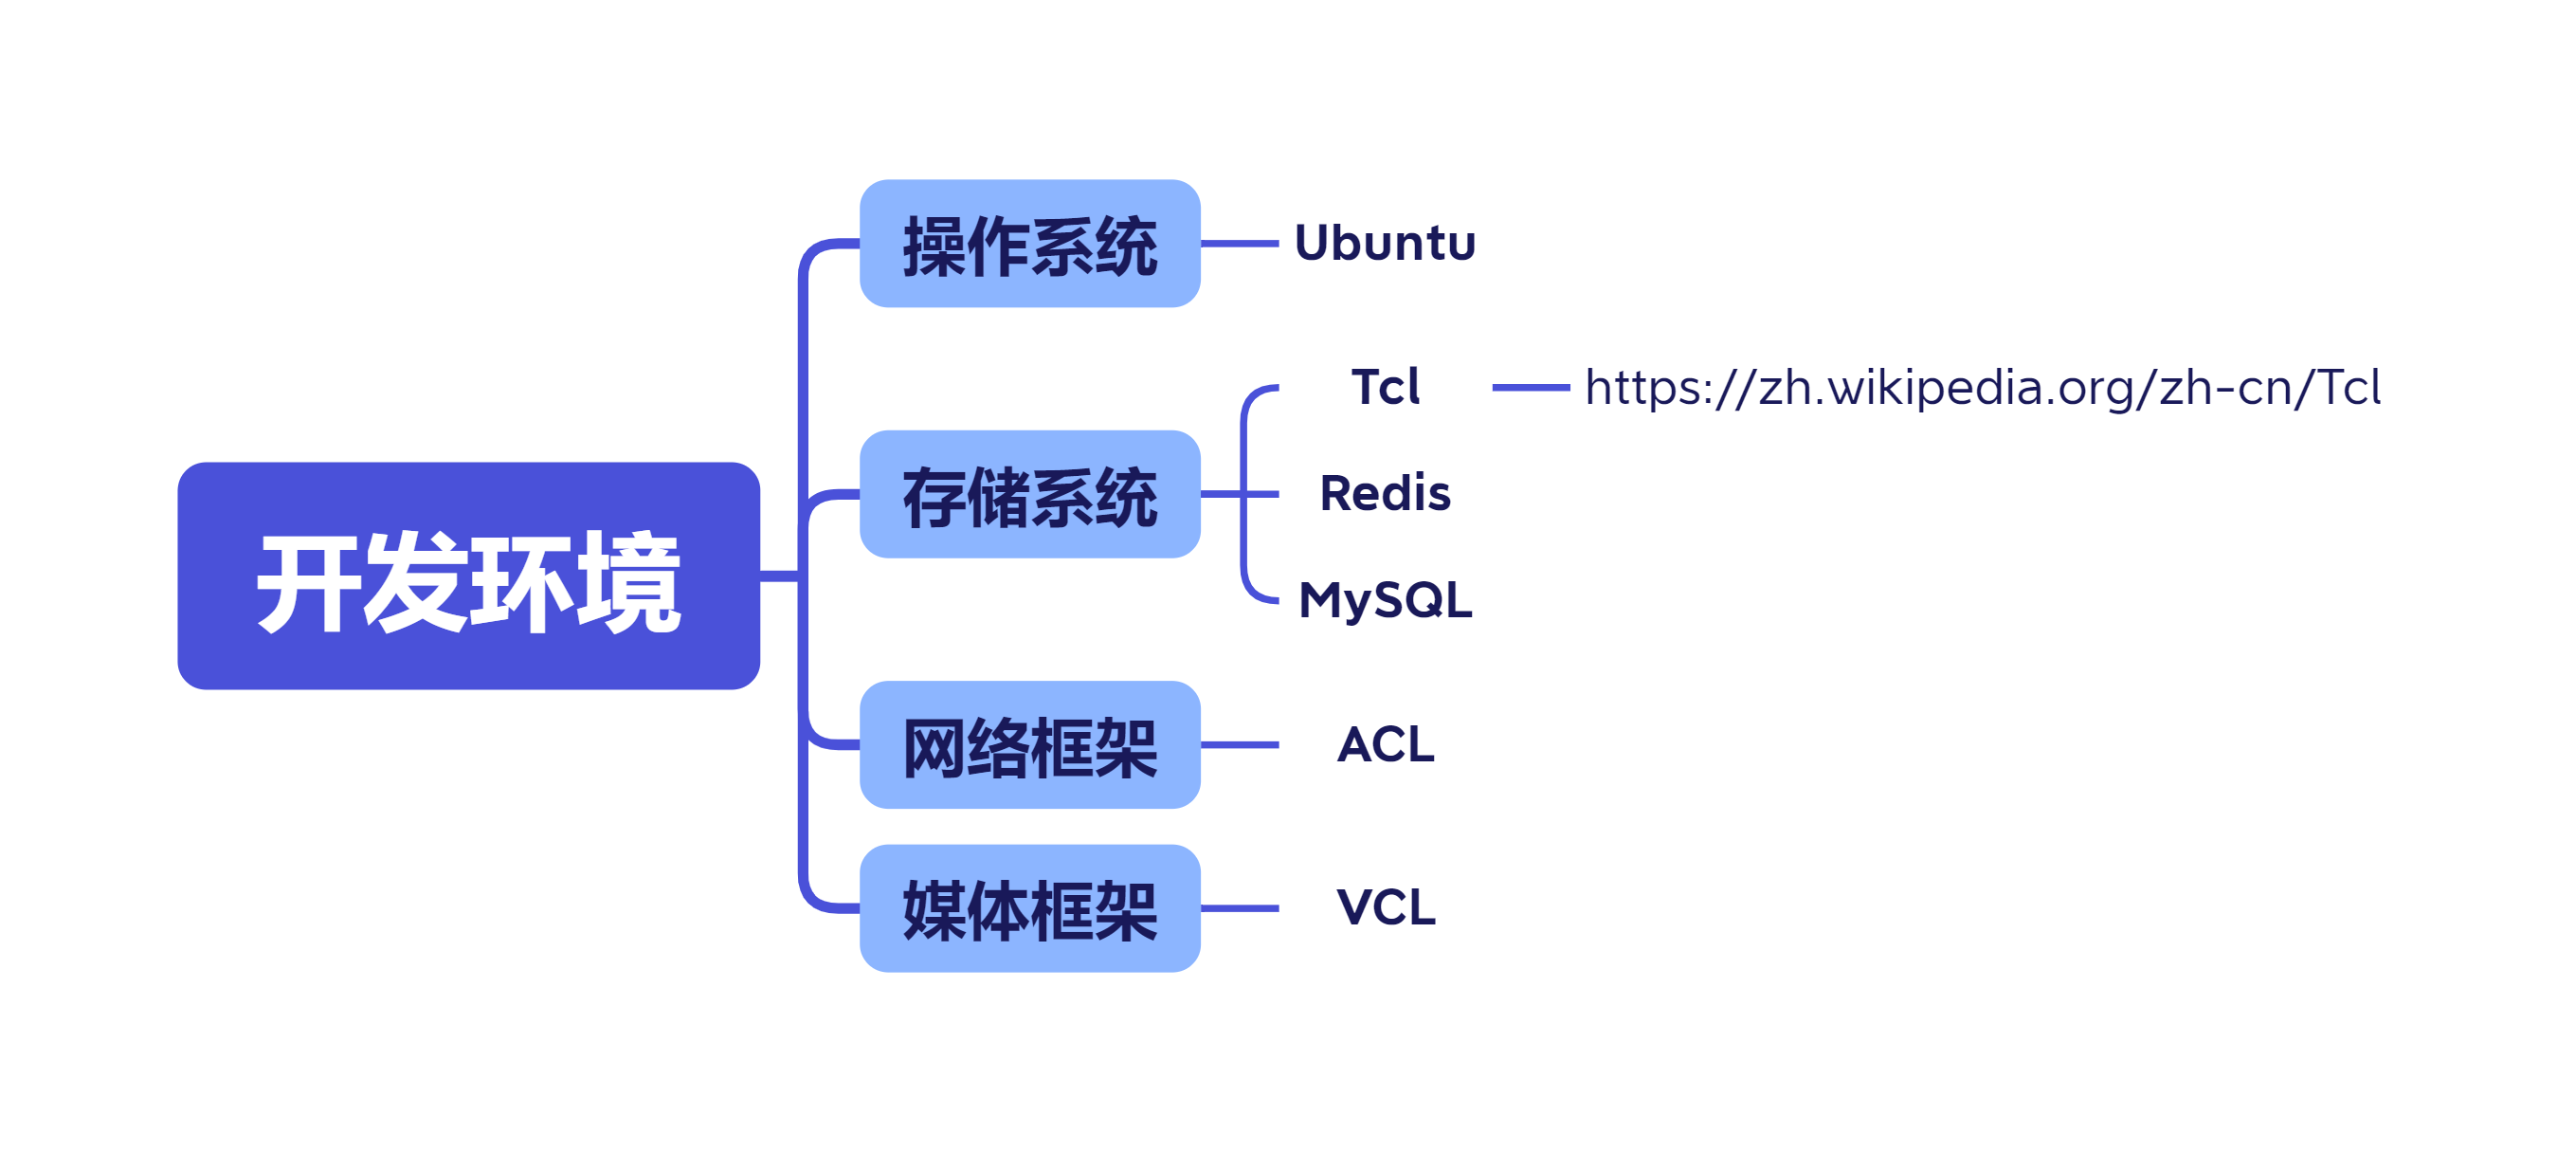 开发环境
操作系统
Ubuntu
存储系统
Tcl
https://zh.wikipedia.org/zh-cn/Tcl
Redis
MySQL
网络框架
ACL
媒体框架
VCL